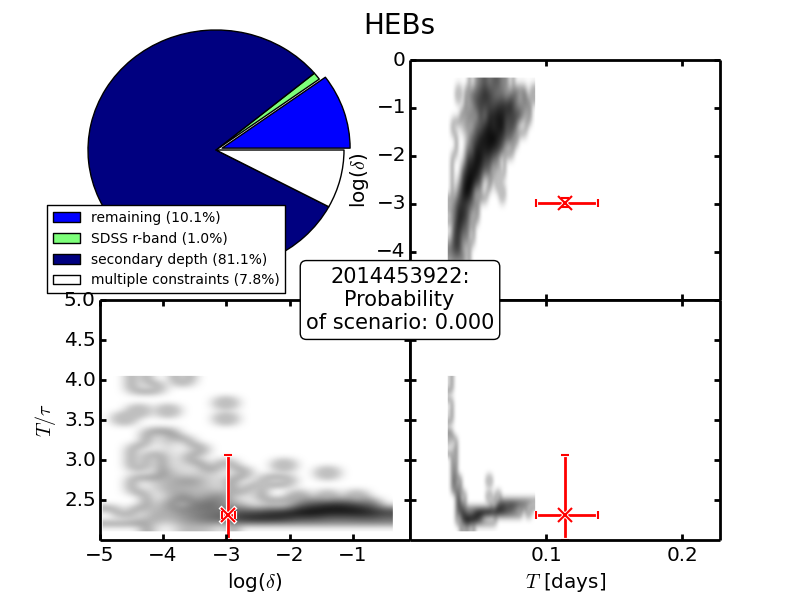 HEBs
remaining (10.1%)
SDSS r-band (1.0%)
secondary depth (81.1%)
multiple constraints (7.8%)
0
−1
−2
−3
−4
log(δ)
2014453922:
Probability
of scenario: 0.000
5.0
4.5
4.0
3.5
3.0
2.5
T/τ
−5 −4 −3 −2 −1
log(δ)
0.1 0.2
T [days]